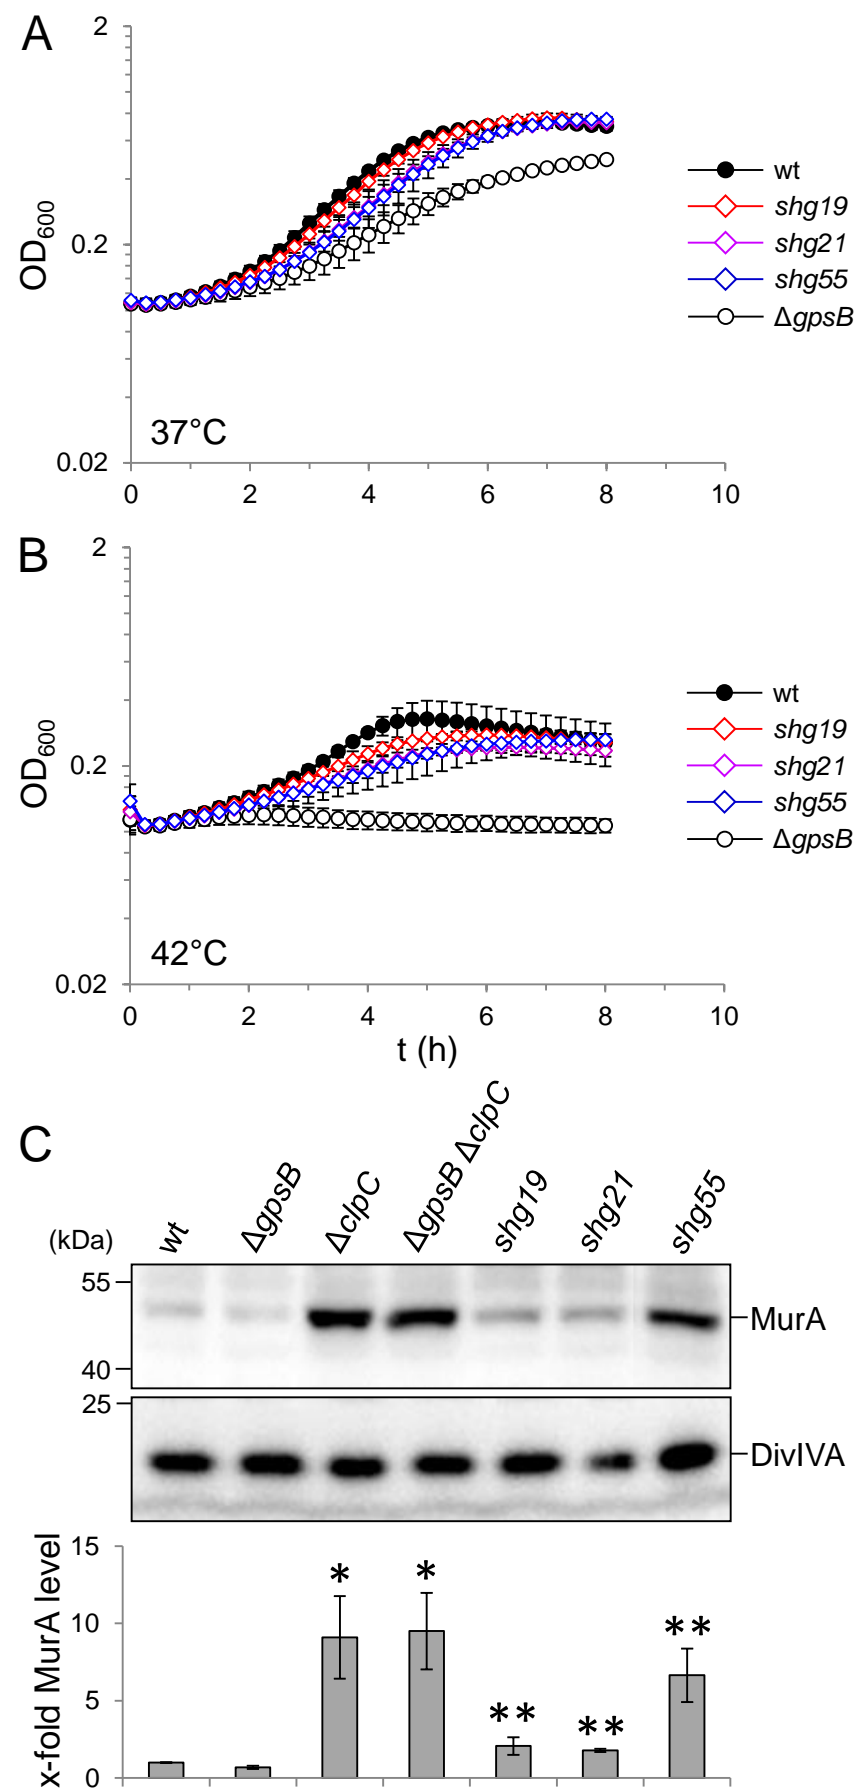 A
2
0.2
0.02
OD600
0 2 4 6 8 10
37°C
wt
shg19
shg21
shg55
ΔgpsB
B
2
0.2
0.02
OD600
0 2 4 6 8 10
t (h)
42°C
wt
shg19
shg21
shg55
ΔgpsB
C
(kDa)
wt ΔgpsB ΔclpC ΔgpsB ΔclpC shg19 shg21 shg55
55
40
MurA
25
DivIVA
x-fold MurA level
15
10
5
0
* * ** ** **